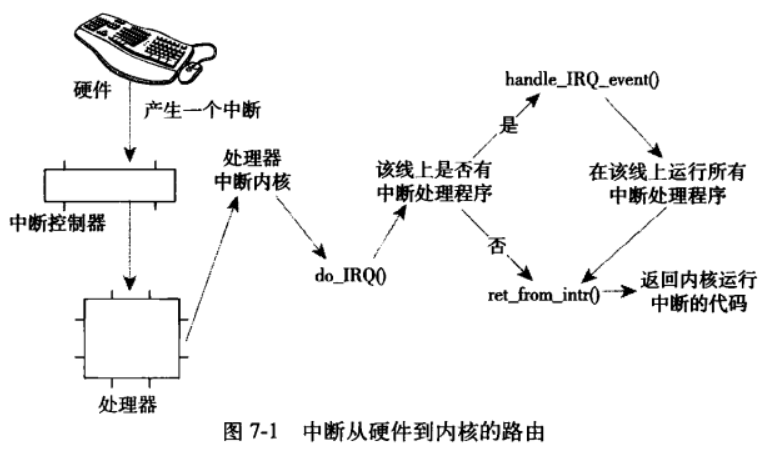 硬件
产生一个中断
中断控制器
处理器
处理器
中断内核
do_IRQ()
该线上是否有
中断处理程序
是
handle_IRQ_event()
在该线上运行所有
中断处理程序
否
ret_from_intr()
返回内核运行
中断的代码
图 7-1 中断从硬件到内核的路由